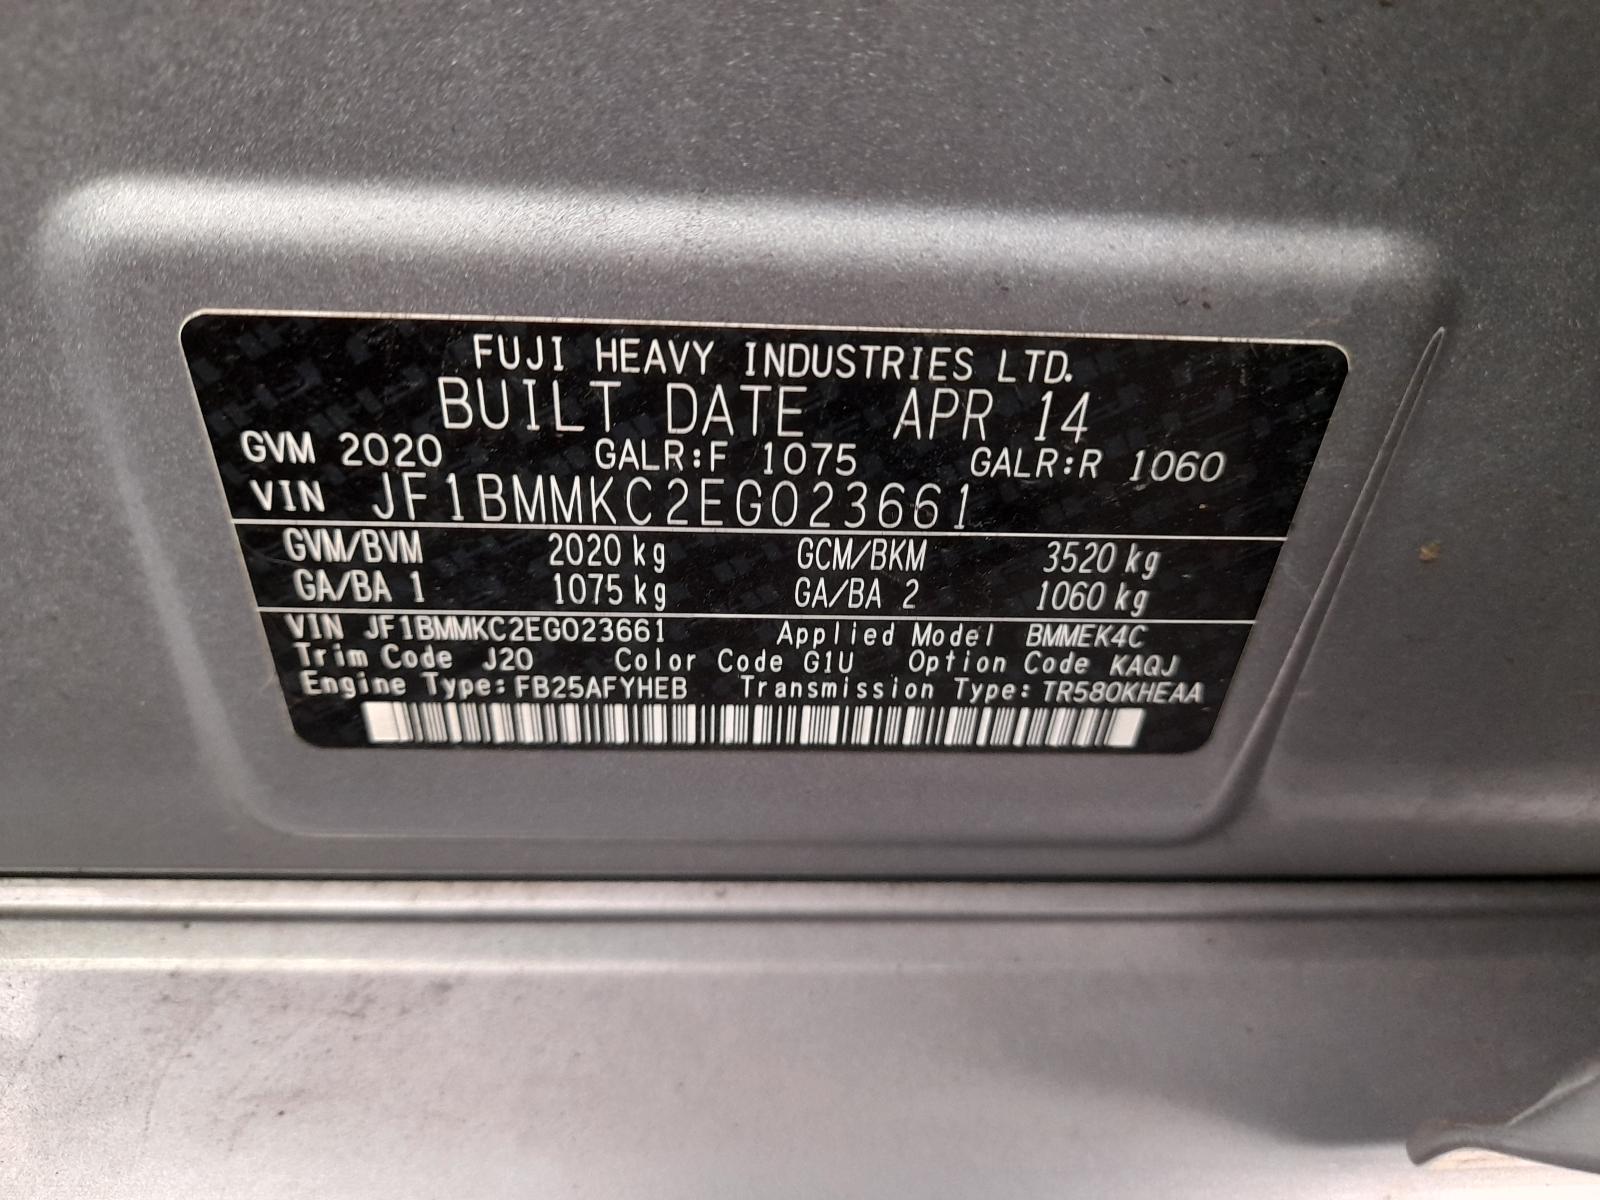 FUJI HEAVY INDUSTRIES LTD.
BUILT DATE APR 14
GVM 2020 GALR:F 1075 GALR:R 1060
VIN JF1BMMKC2EG023661
GVM/BVM 2020 kg GCM/BKM 3520 kg
GA/BA 1 1075 kg GA/BA 2 1060 kg
VIN JF1BMMKC2EG023661 Applied Model BMMEK4C
Trim Code J20 Color Code G1U Option Code KAQJ
Engine Type:FB25AFYHEB Transmission Type:TR580KHEAA